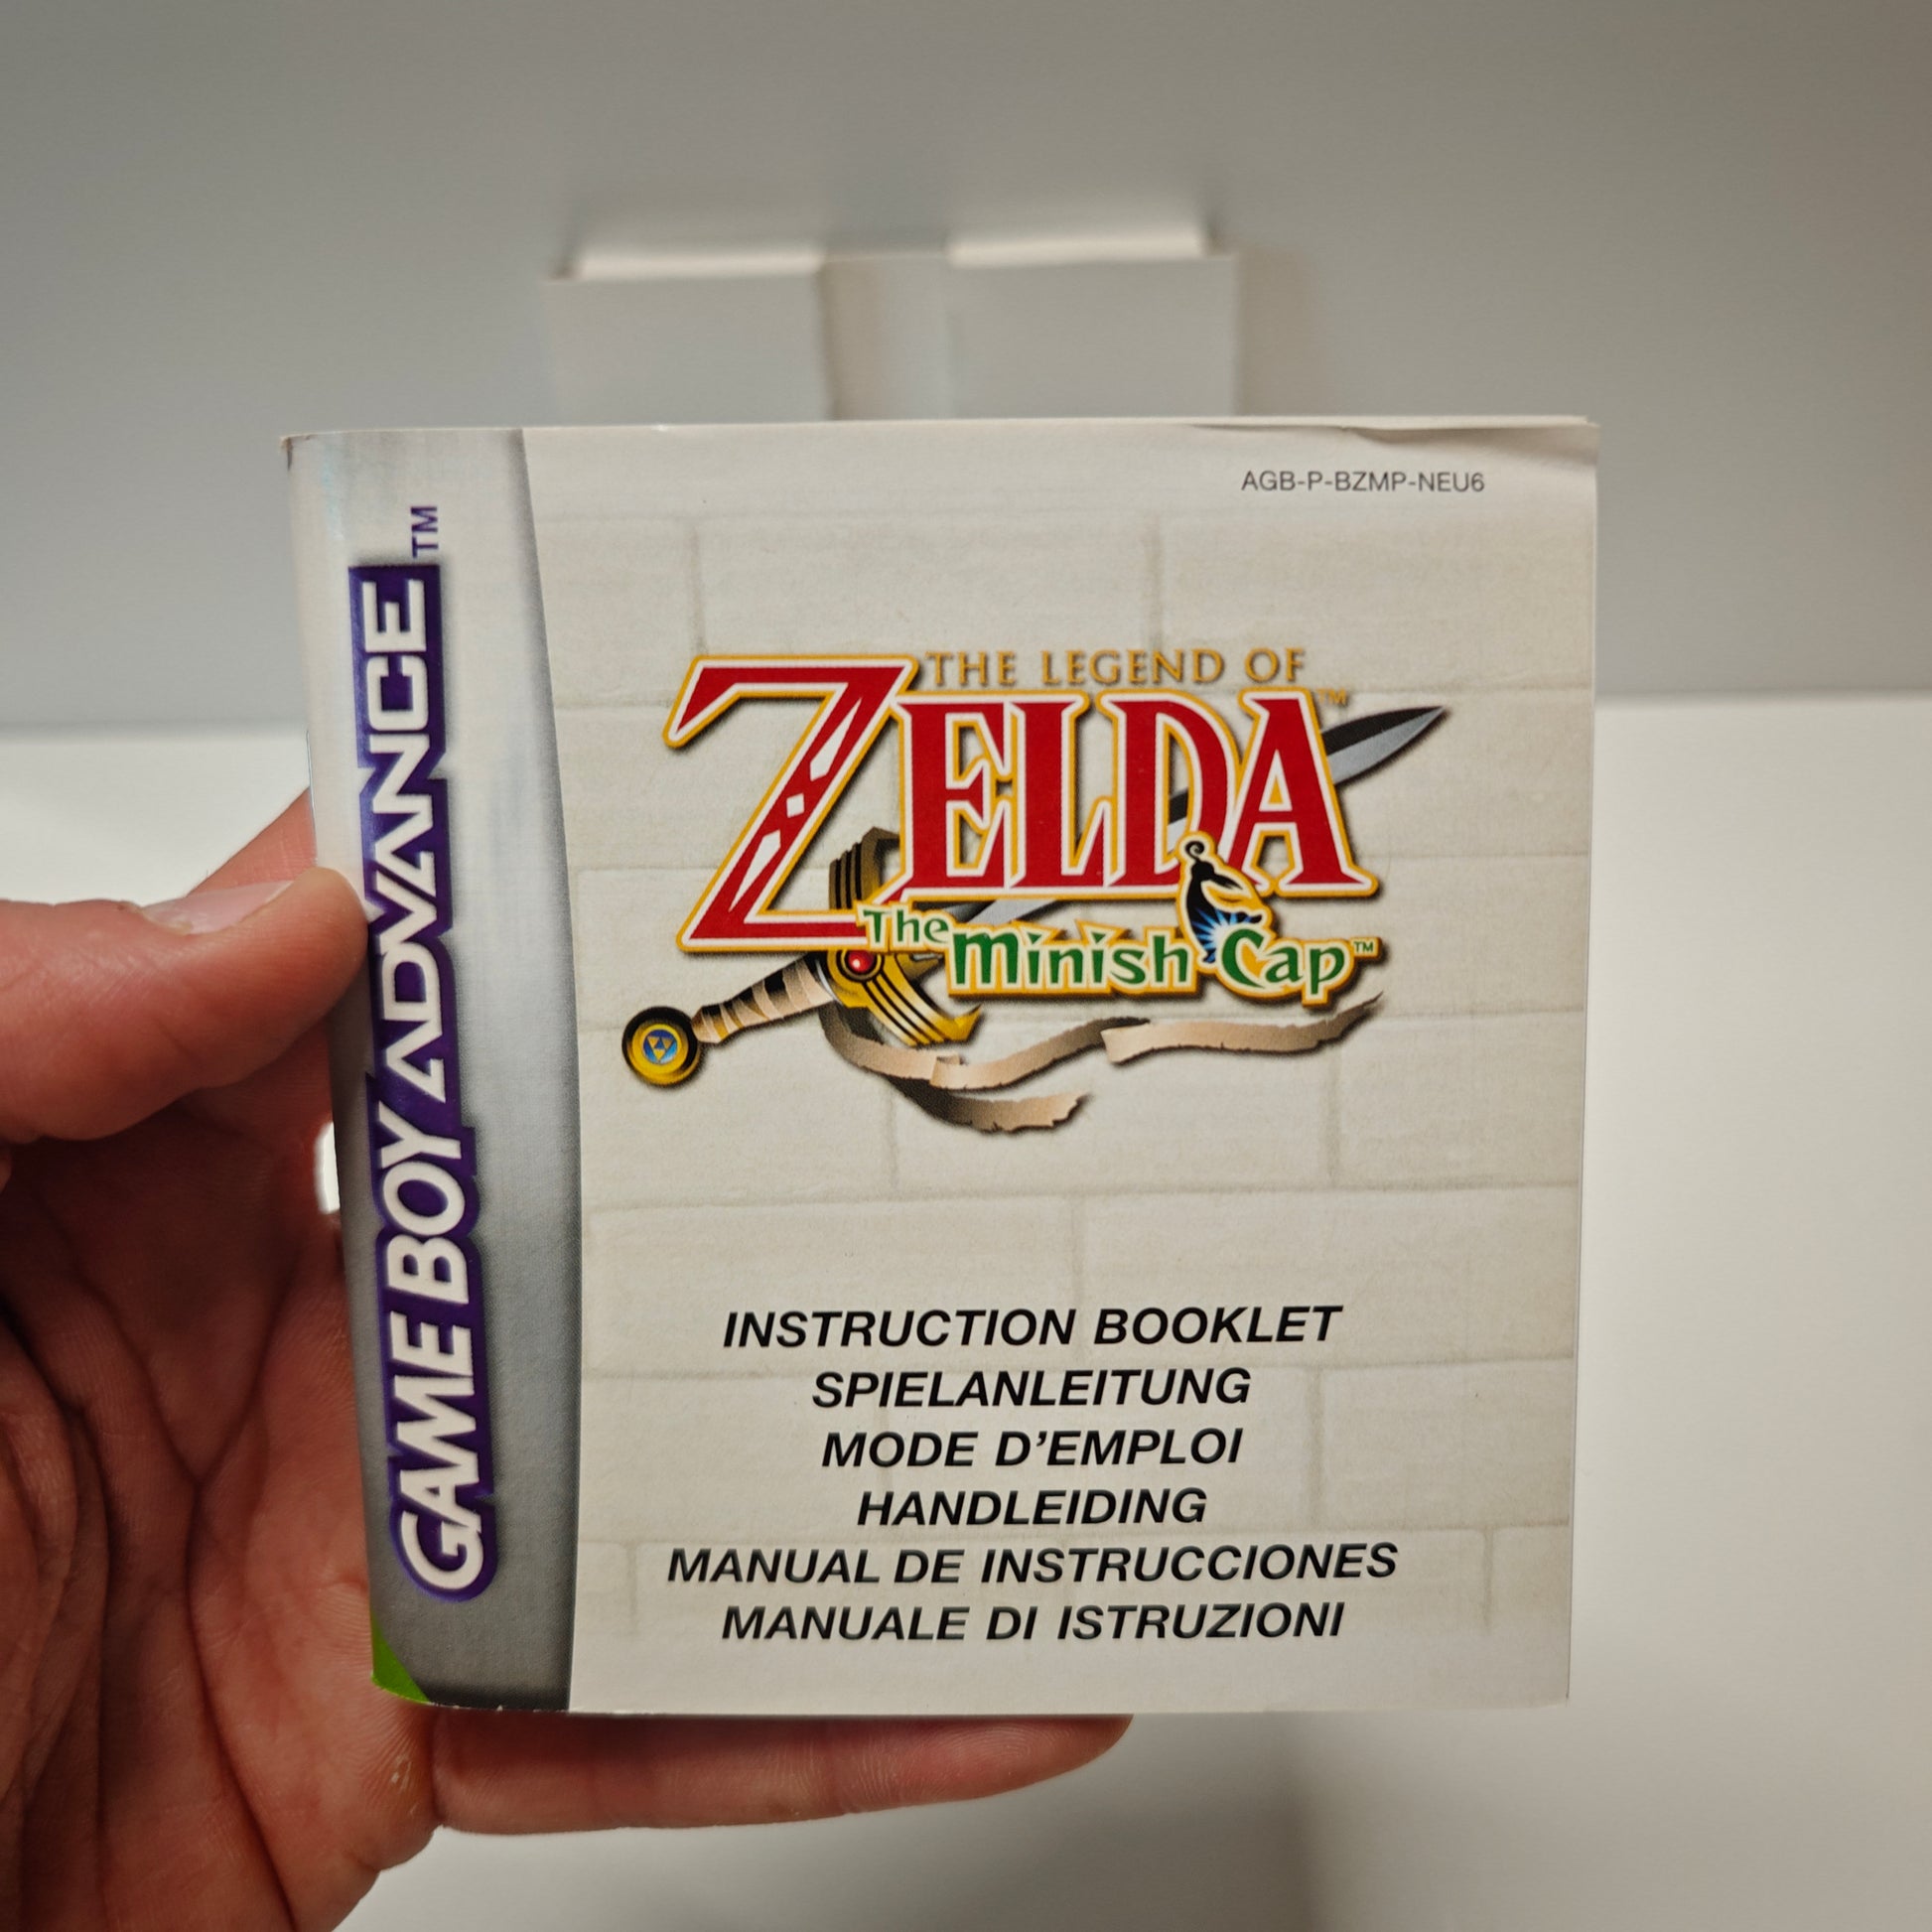 AGB-P-BZMP-NEU6
GAME BOY ADVANCE™
THE LEGEND OF
ZELDA™
The Minish Cap™
INSTRUCTION BOOKLET
SPIELANLEITUNG
MODE D'EMPLOI
HANDLEIDING
MANUAL DE INSTRUCCIONES
MANUALE DI ISTRUZIONI